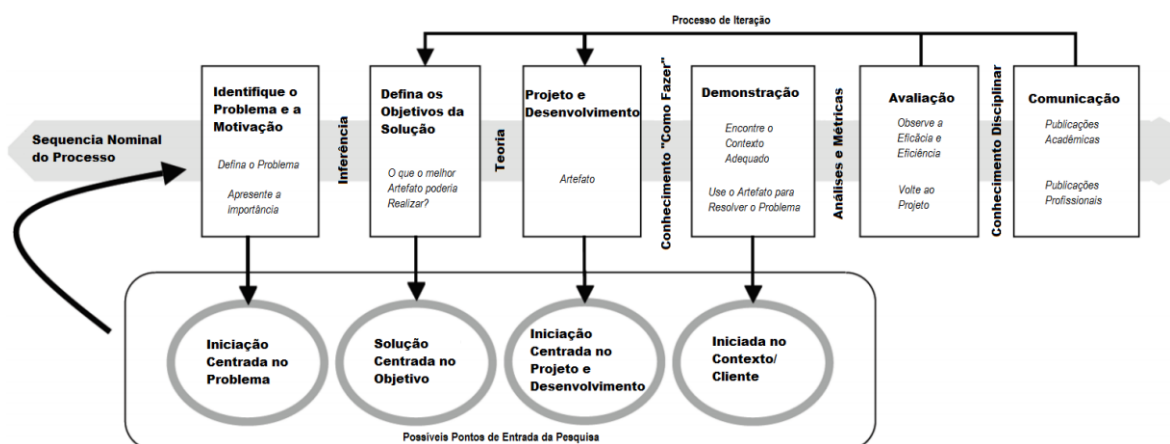 Processo de Iteração
Sequencia Nominal
do Processo
Identifique o
Problema e a
Motivação
Defina o Problema
Apresente a
importância
Inferência
Defina os
Objetivos da
Solução
O que o melhor
Artefato poderia
Realizar?
Teoria
Projeto e
Desenvolvimento
Artefato
Conhecimento "Como Fazer"
Demonstração
Encontre o
Contexto
Adequado
Use o Artefato para
Resolver o Problema
Análises e Métricas
Avaliação
Observe a
Eficácia e
Eficiência
Volte ao
Projeto
Conhecimento Disciplinar
Comunicação
Publicações
Acadêmicas
Publicações
Profissionais
Iniciação
Centrada no
Problema
Solução
Centrada no
Objetivo
Iniciação
Centrada no
Projeto e
Desenvolvimento
Iniciada no
Contexto/
Cliente
Possiveis Pontos de Entrada da Pesquisa